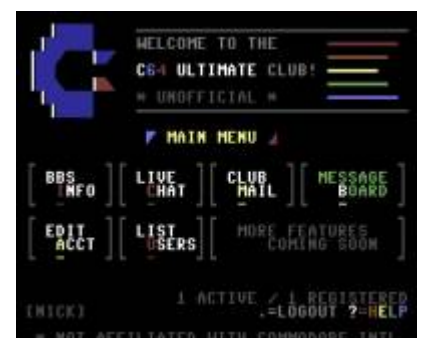 WELCOME TO THE
C64 ULTIMATE CLUB!
* UNOFFICIAL *
MAIN MENU
BBS INFO
LIVE CHAT
CLUB MAIL
MESSAGE BOARD
EDIT ACCT
LIST USERS
MORE FEATURES
COMING SOON
1 ACTIVE / 1 REGISTERED
[NICK]
.=LOGOUT ?=HELP
* NOT AFFILIATED WITH COMMODORE INTL